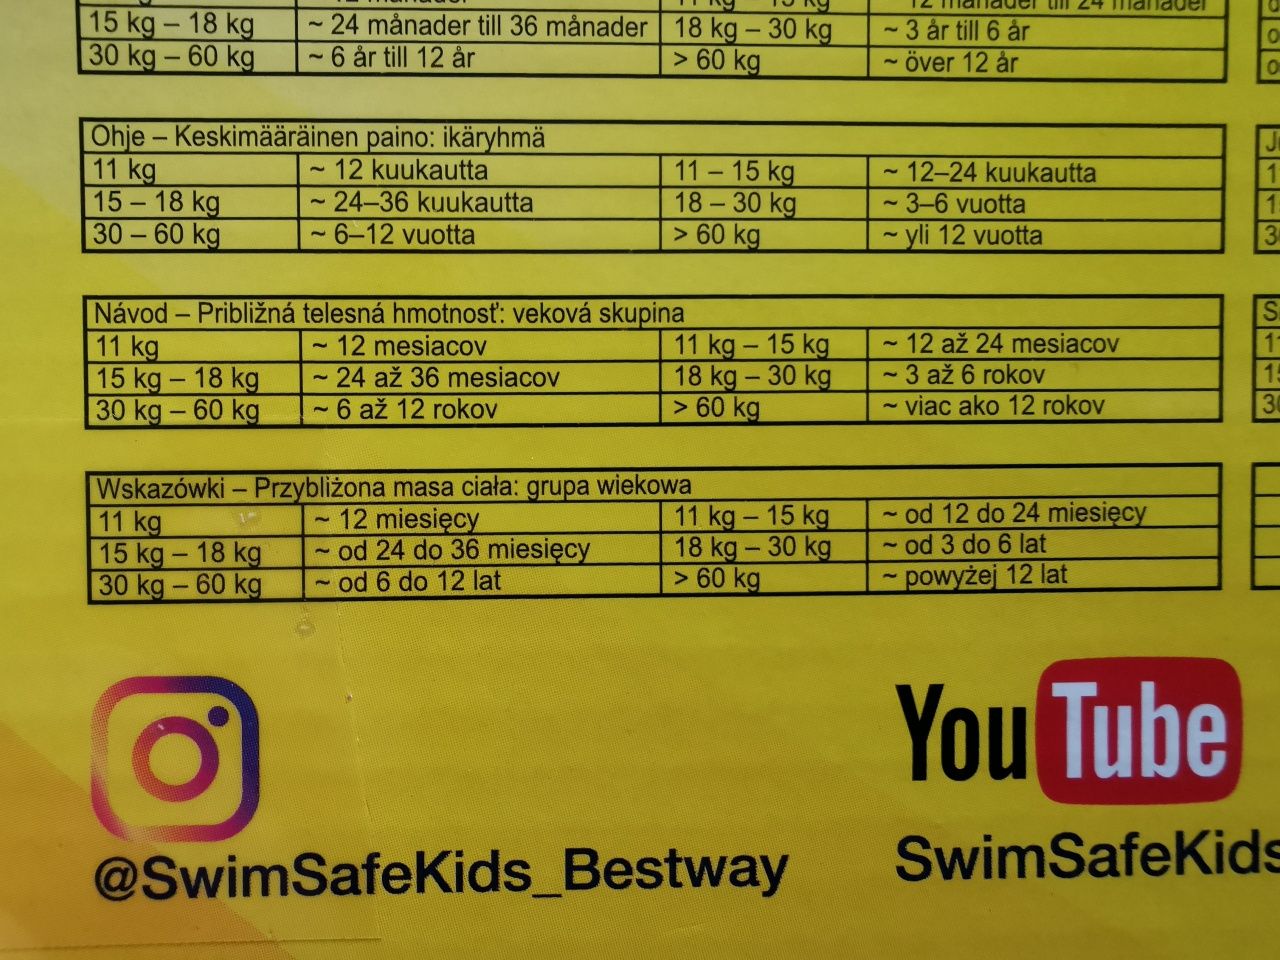 15 kg – 18 kg ~ 24 månader till 36 månader 18 kg – 30 kg ~ 3 år till 6 år
30 kg – 60 kg ~ 6 år till 12 år > 60 kg ~ över 12 år
Ohje – Keskimääräinen paino: ikäryhmä
11 kg ~ 12 kuukautta 11 – 15 kg ~ 12–24 kuukautta
15 – 18 kg ~ 24–36 kuukautta 18 – 30 kg ~ 3–6 vuotta
30 – 60 kg ~ 6–12 vuotta > 60 kg ~ yli 12 vuotta
Návod – Približná telesná hmotnosť: veková skupina
11 kg ~ 12 mesiacov 11 kg – 15 kg ~ 12 až 24 mesiacov
15 kg – 18 kg ~ 24 až 36 mesiacov 18 kg – 30 kg ~ 3 až 6 rokov
30 kg – 60 kg ~ 6 až 12 rokov > 60 kg ~ viac ako 12 rokov
Wskazówki – Przybliżona masa ciała: grupa wiekowa
11 kg ~ 12 miesięcy 11 kg – 15 kg ~ od 12 do 24 miesięcy
15 kg – 18 kg ~ od 24 do 36 miesięcy 18 kg – 30 kg ~ od 3 do 6 lat
30 kg – 60 kg ~ od 6 do 12 lat > 60 kg ~ powyżej 12 lat
YouTube
@SwimSafeKids_Bestway SwimSafeKids